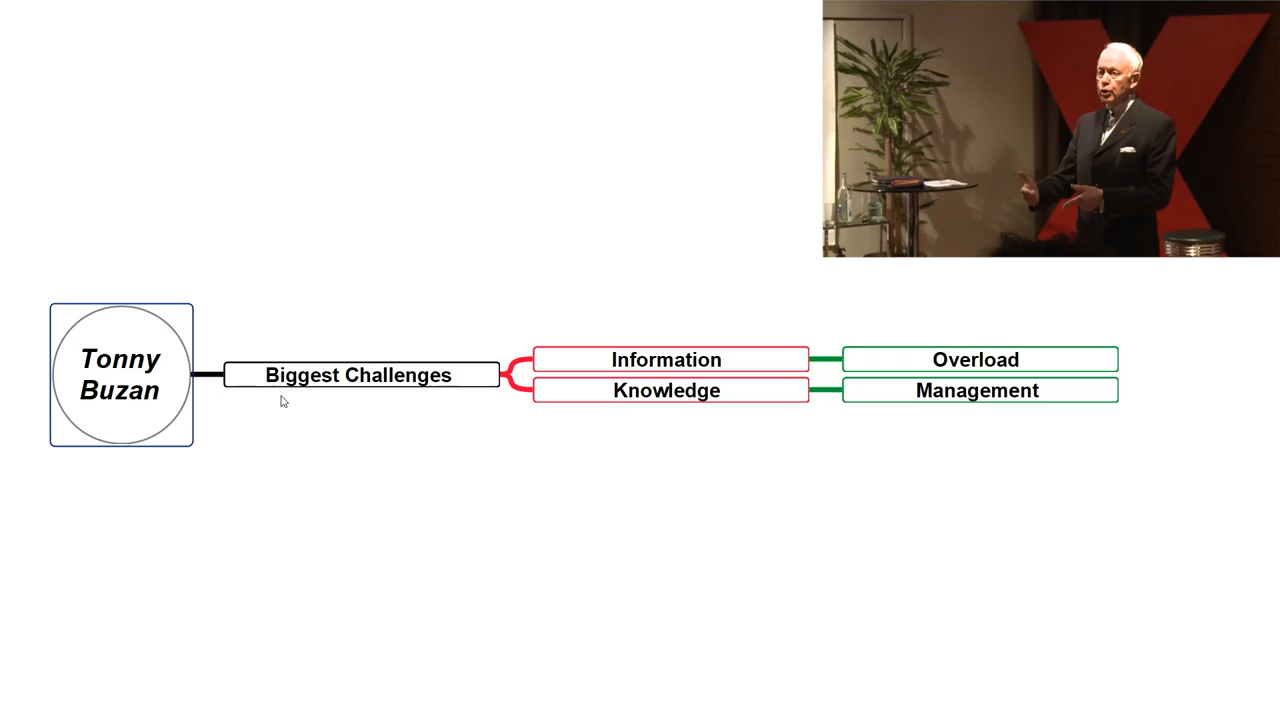 Tonny
Buzan
Biggest Challenges
Information
Overload
Knowledge
Management
X